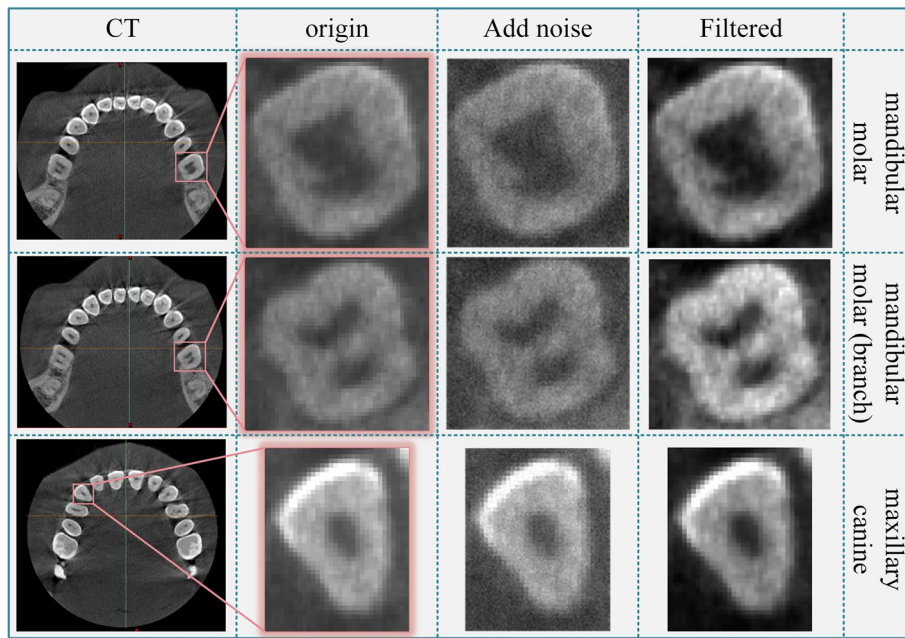 CT
origin
Add noise
Filtered
mandibular
molar
mandibular
molar (branch)
maxillary
canine